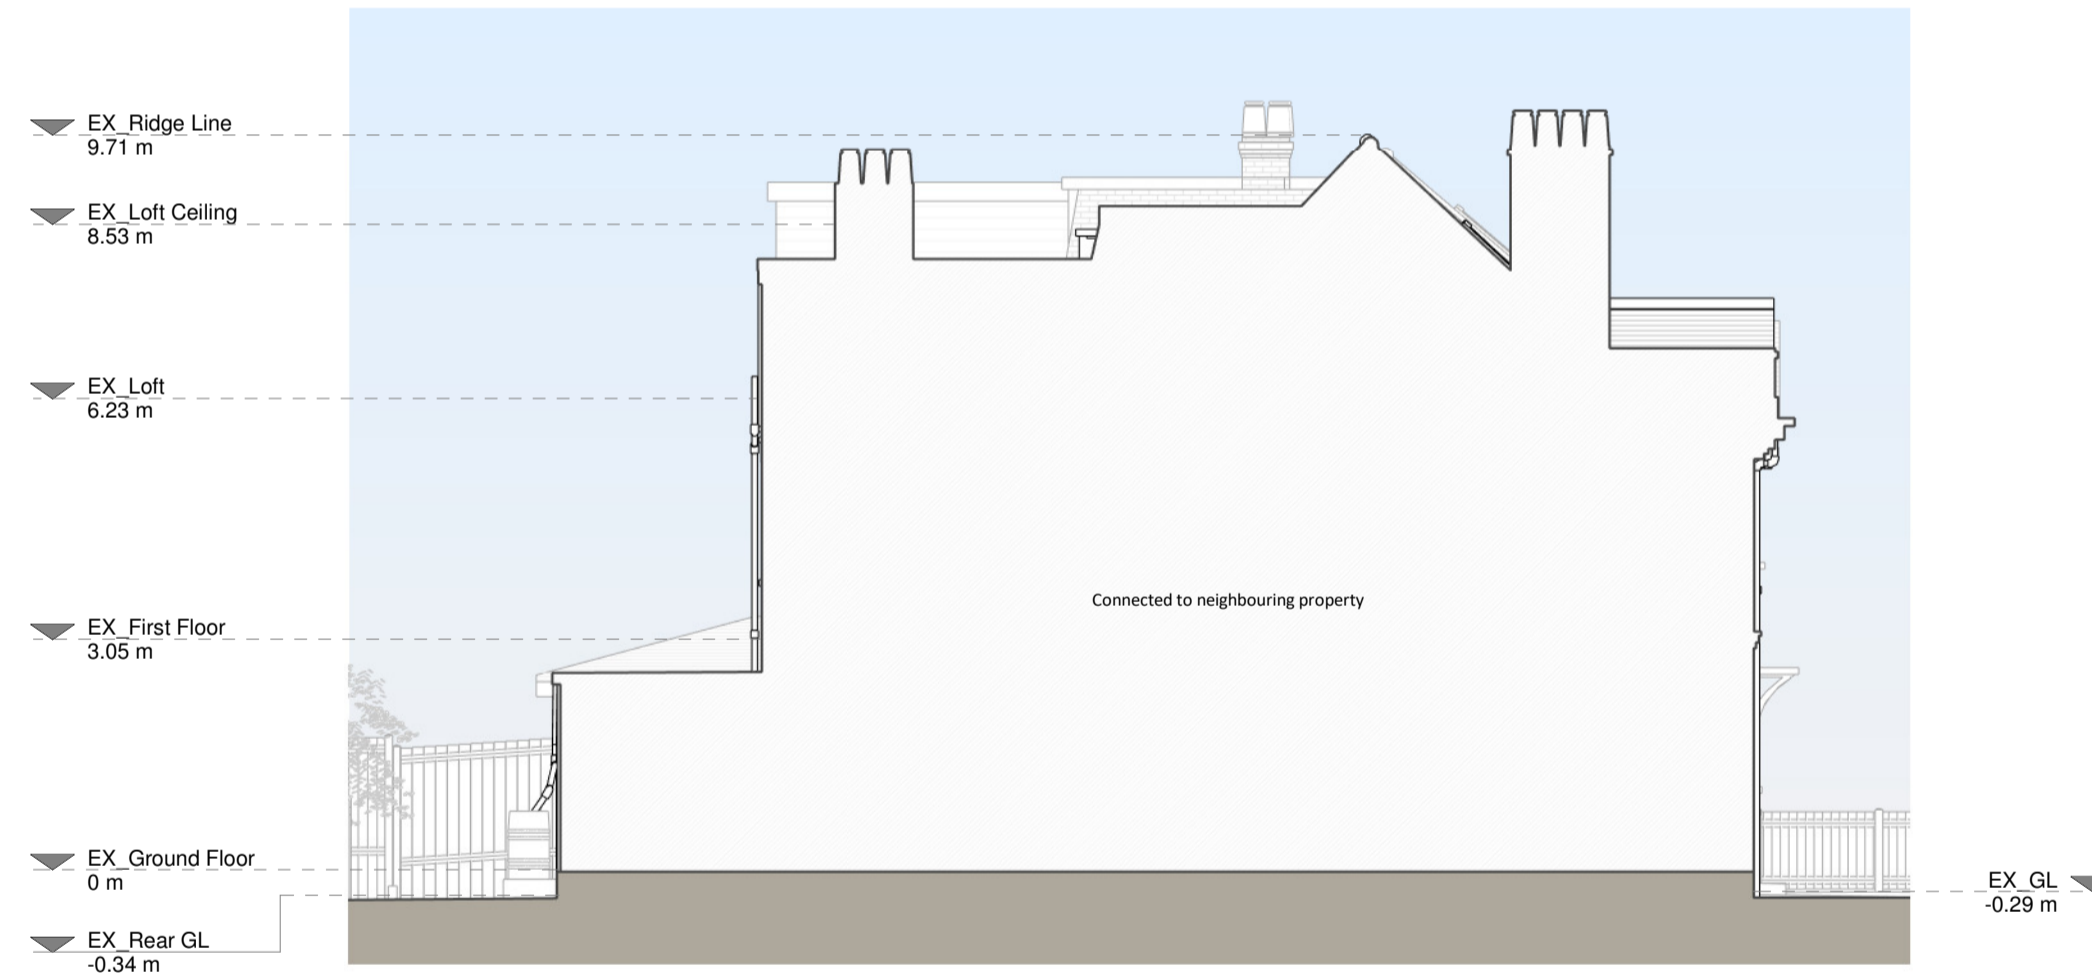 EX_Ridge Line
9.71 m
EX_Loft Ceiling
8.53 m
EX_Loft
6.23 m
Connected to neighbouring property
EX_First Floor
3.05 m
EX_Ground Floor
0 m
EX_GL
-0.29 m
EX_Rear GL
-0.34 m